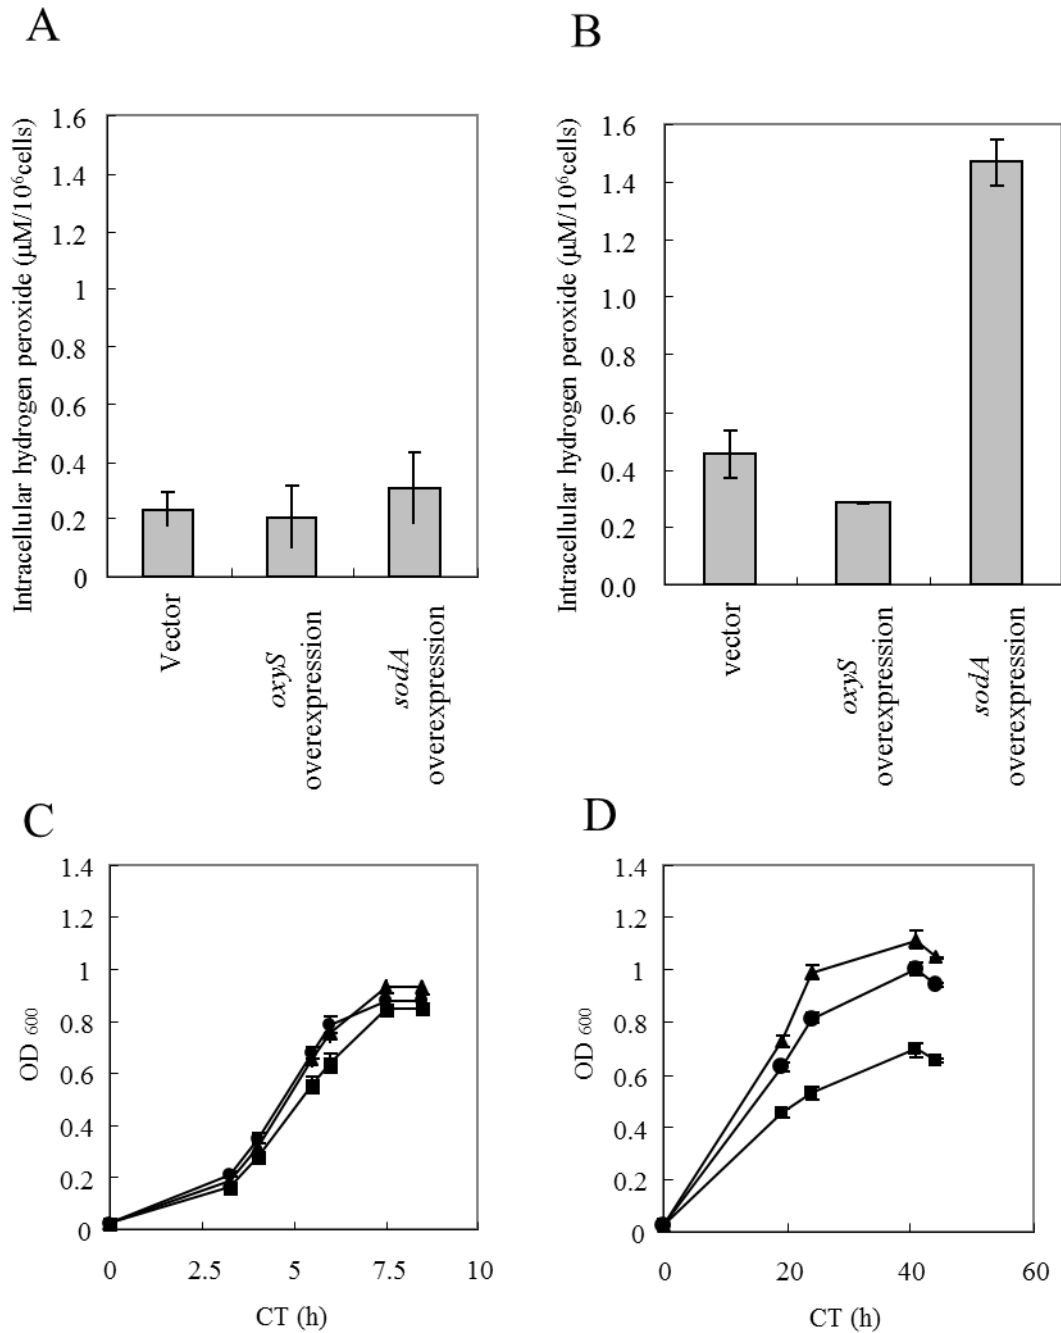 A
Intracellular hydrogen peroxide (μM/10⁶cells)
1.6
1.4
1.2
1
0.8
0.6
0.4
0.2
0
Vector
oxyS
overexpression
sodA
overexpression
B
Intracellular hydrogen peroxide (μM/10⁶cells)
1.6
1.4
1.2
1.0
0.8
0.6
0.4
0.2
0.0
vector
oxyS
overexpression
sodA
overexpression
C
OD 600
1.4
1.2
1
0.8
0.6
0.4
0.2
0
0 2.5 5 7.5 10
CT (h)
D
OD 600
1.4
1.2
1
0.8
0.6
0.4
0.2
0
0 20 40 60
CT (h)